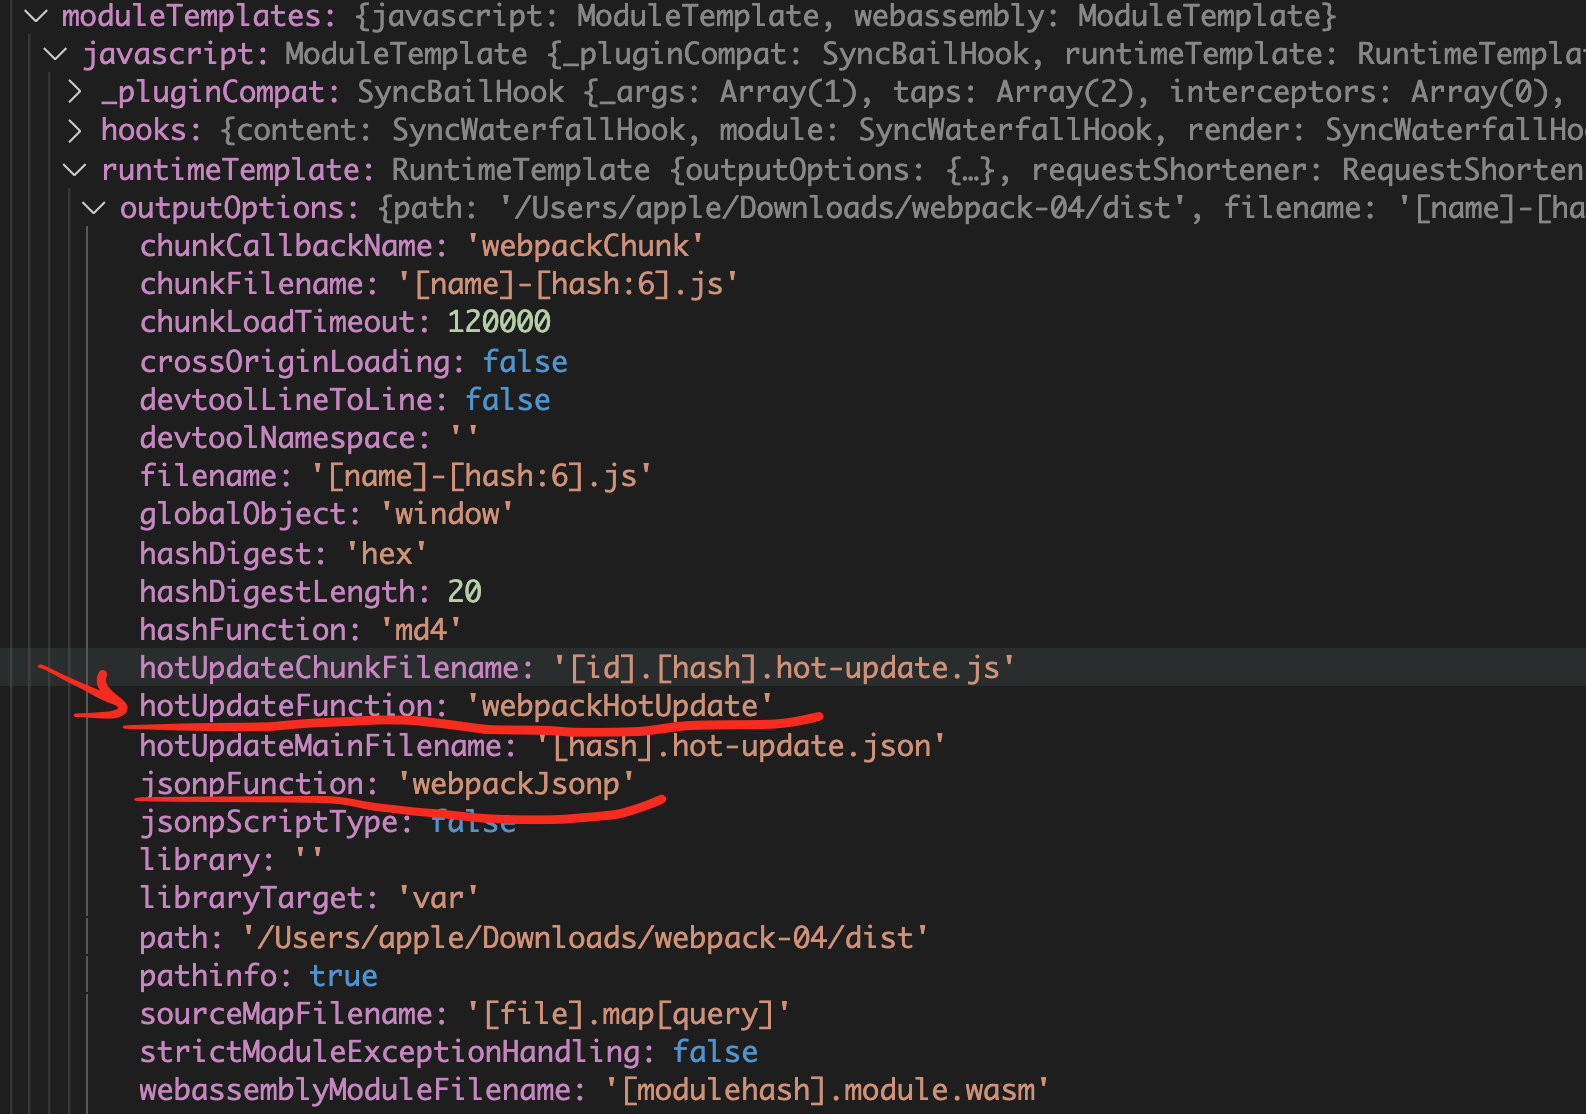 moduleTemplates: {javascript: ModuleTemplate, webassembly: ModuleTemplate}
javascript: ModuleTemplate {_pluginCompat: SyncBailHook, runtimeTemplate: RuntimeTempla
_pluginCompat: SyncBailHook {_args: Array(1), taps: Array(2), interceptors: Array(0),
hooks: {content: SyncWaterfallHook, module: SyncWaterfallHook, render: SyncWaterfallHo
runtimeTemplate: RuntimeTemplate {outputOptions: {…}, requestShortener: RequestShorten
outputOptions: {path: '/Users/apple/Downloads/webpack-04/dist', filename: '[name]-[ha
chunkCallbackName: 'webpackChunk'
chunkFilename: '[name]-[hash:6].js'
chunkLoadTimeout: 120000
crossOriginLoading: false
devtoolLineToLine: false
devtoolNamespace: ''
filename: '[name]-[hash:6].js'
globalObject: 'window'
hashDigest: 'hex'
hashDigestLength: 20
hashFunction: 'md4'
hotUpdateChunkFilename: '[id].[hash].hot-update.js'
hotUpdateFunction: 'webpackHotUpdate'
hotUpdateMainFilename: '[hash].hot-update.json'
jsonpFunction: 'webpackJsonp'
jsonpScriptType: false
library: ''
libraryTarget: 'var'
path: '/Users/apple/Downloads/webpack-04/dist'
pathinfo: true
sourceMapFilename: '[file].map[query]'
strictModuleExceptionHandling: false
webassemblyModuleFilename: '[modulehash].module.wasm'